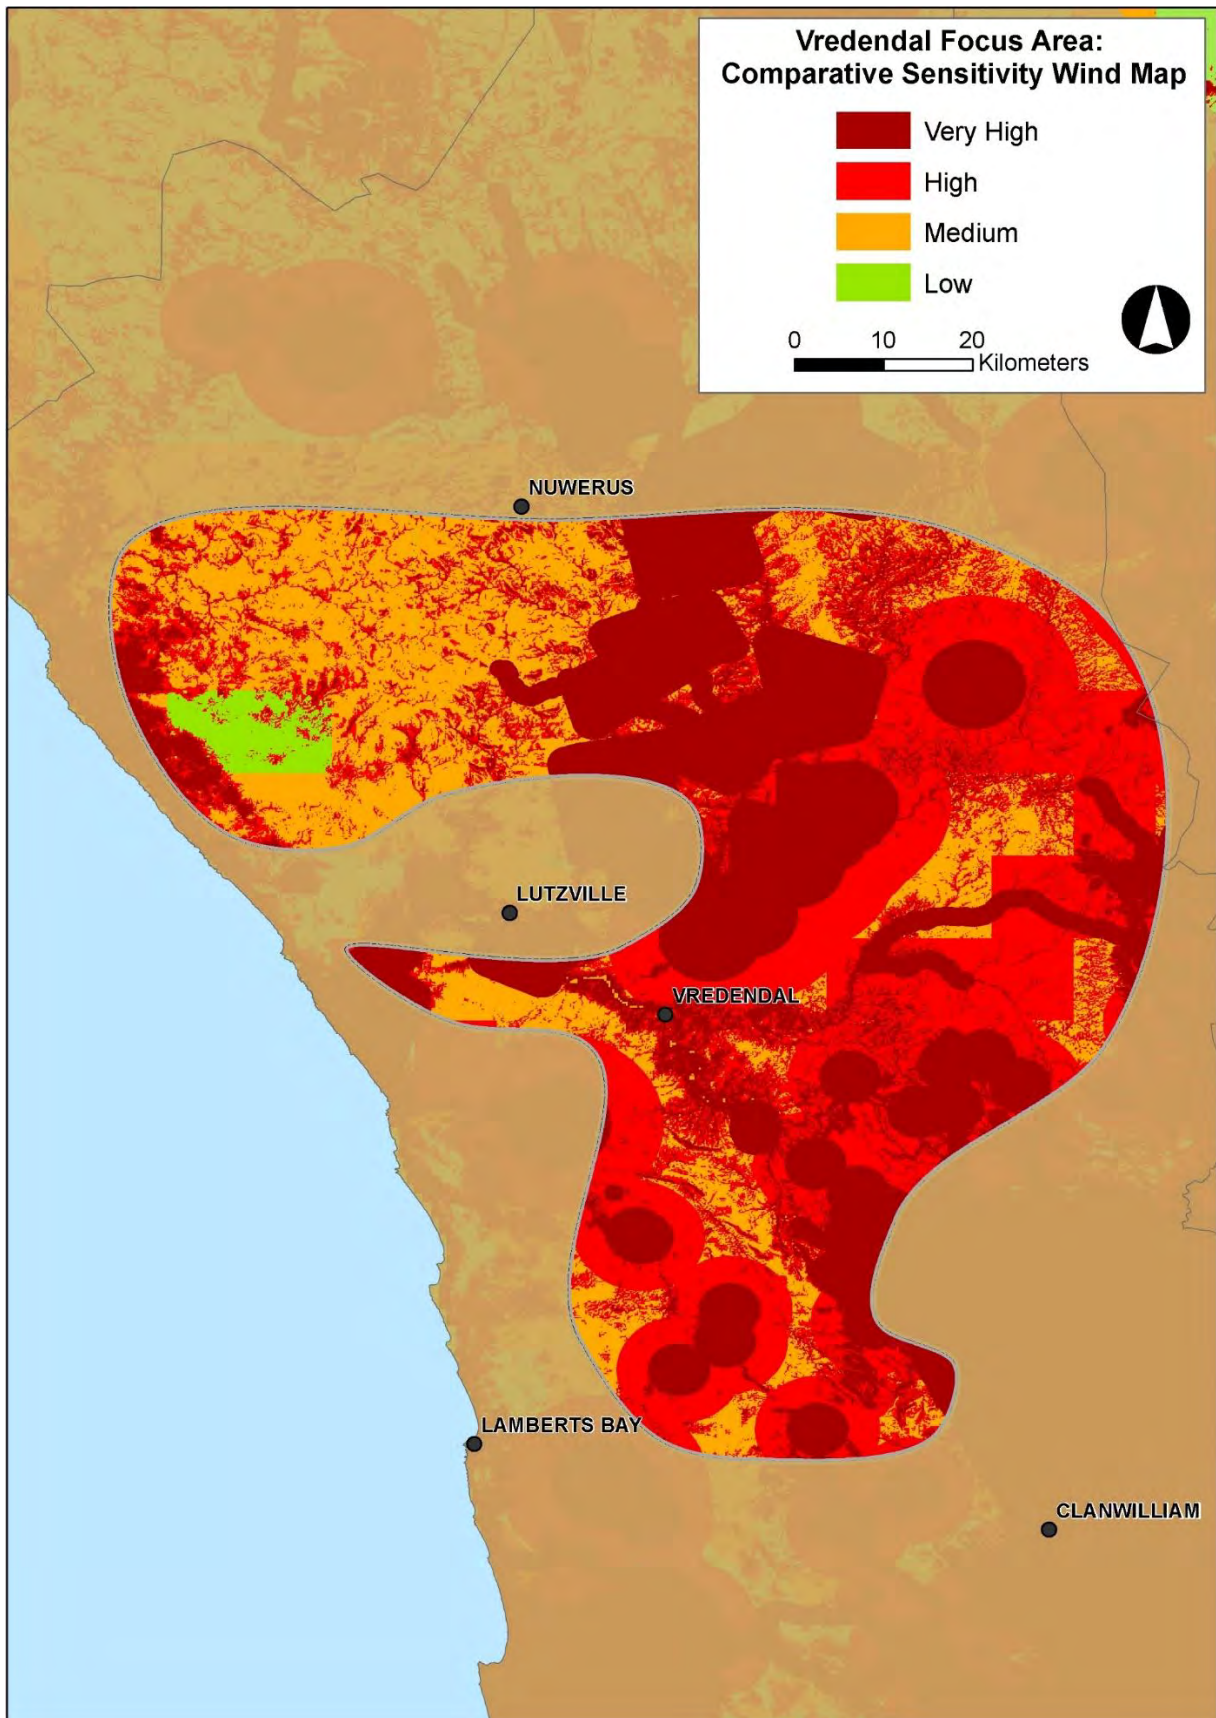 Vredendal Focus Area:
Comparative Sensitivity Wind Map
Very High
High
Medium
Low
0 10 20
Kilometers
NUWERUS
LUTZVILLE
VREDENDAL
LAMBERTS BAY
CLANWILLIAM